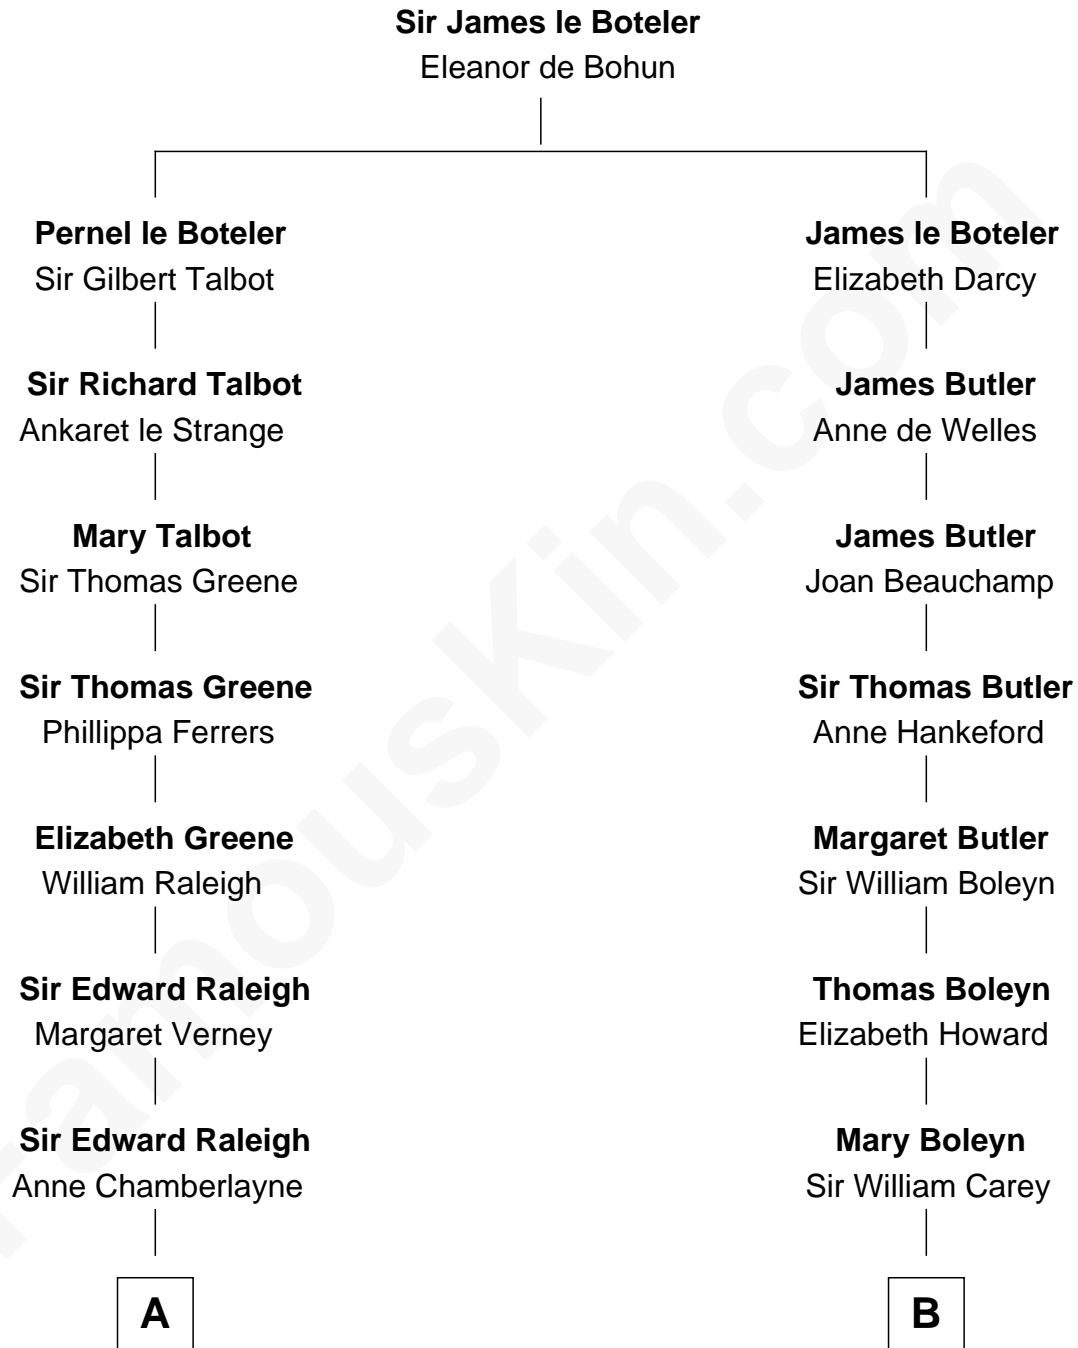 Sir James le Boteler
Eleanor de Bohun
Pernel le Boteler
Sir Gilbert Talbot
James le Boteler
Elizabeth Darcy
Sir Richard Talbot
Ankaret le Strange
James Butler
Anne de Welles
Mary Talbot
Sir Thomas Greene
James Butler
Joan Beauchamp
Sir Thomas Greene
Phillippa Ferrers
Sir Thomas Butler
Anne Hankeford
Elizabeth Greene
William Raleigh
Margaret Butler
Sir William Boleyn
Sir Edward Raleigh
Margaret Verney
Thomas Boleyn
Elizabeth Howard
Sir Edward Raleigh
Anne Chamberlayne
Mary Boleyn
Sir William Carey
A
B
FamousKin.com